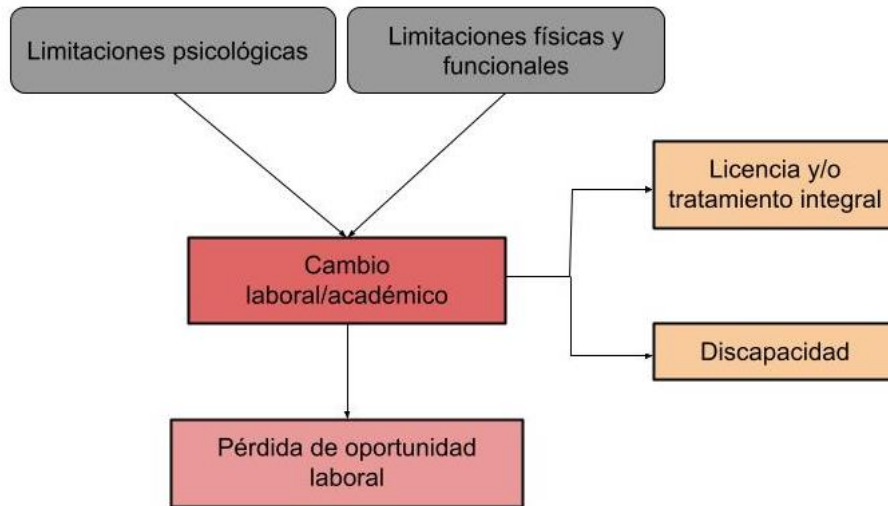 Limitaciones psicológicas
Limitaciones físicas y
funcionales
Licencia y/o
tratamiento integral
Cambio
laboral/académico
Discapacidad
Pérdida de oportunidad
laboral